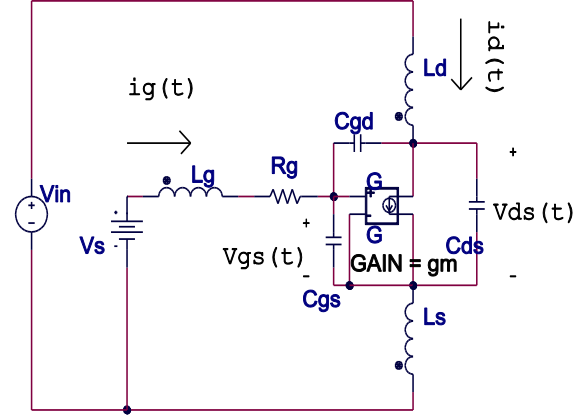 id(t)
Ld
ig(t)
Cgd
+
Rg
G
Lg
+
Vin
+
-
+
-
Vs
-
+
Vgs(t)
-
G
Vds(t)
Cds
GAIN = gm
-
Cgs
Ls